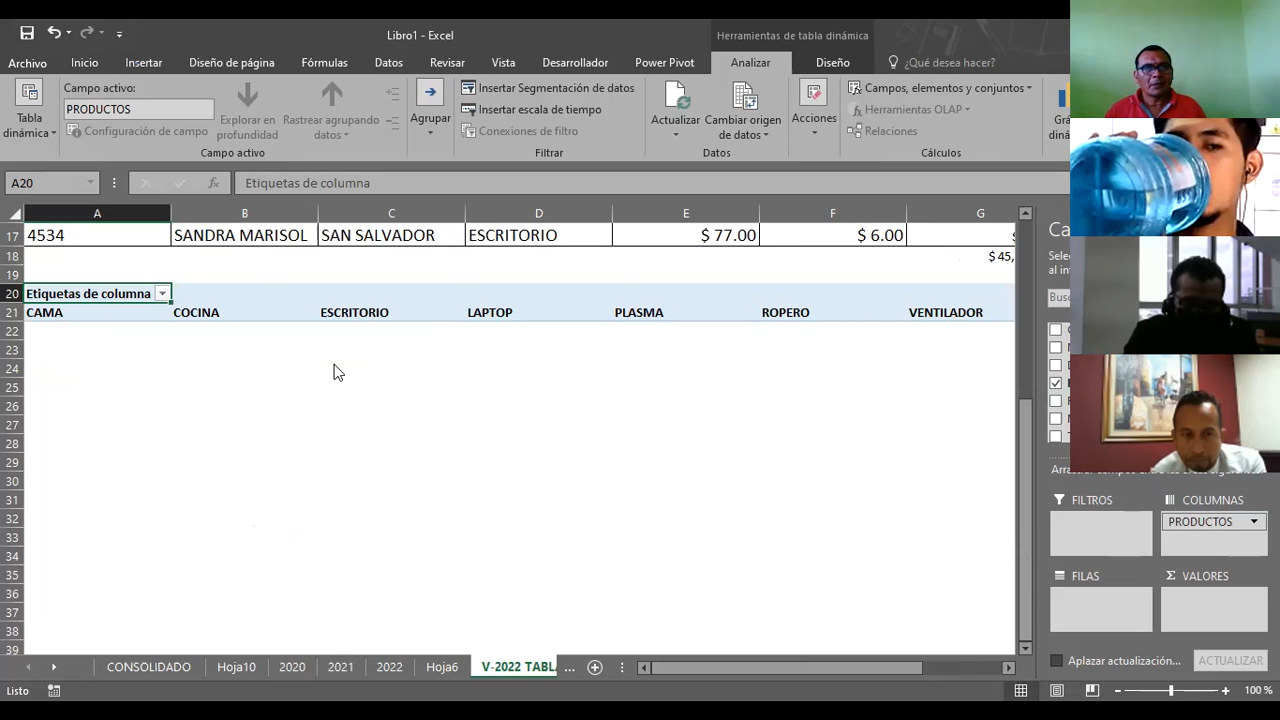 Libro1 - Excel
Herramientas de tabla dinámica
Archivo Inicio Insertar Diseño de página Fórmulas Datos Revisar Vista Desarrollador Power Pivot Analizar Diseño ¿Qué desea hacer?
Tabla dinámica
Campo activo:
PRODUCTOS
Configuración de campo
Explorar en profundidad
Rastrear agrupando datos
Campo activo
Agrupar
Insertar Segmentación de datos
Insertar escala de tiempo
Conexiones de filtro
Filtrar
Actualizar
Cambiar origen de datos
Datos
Acciones
Campos, elementos y conjuntos
Herramientas OLAP
Relaciones
Cálculos
A20 fx Etiquetas de columna
A B C D E F G
17 4534 SANDRA MARISOL SAN SALVADOR ESCRITORIO $ 77.00 $ 6.00
18 $ 45,
19
20 Etiquetas de columna
21 CAMA COCINA ESCRITORIO LAPTOP PLASMA ROPERO VENTILADOR
22
23
24
25
26
27
28
29
30
31
32
33
34
35
36
37
38
39
FILTROS COLUMNAS
PRODUCTOS
FILAS Σ VALORES
Aplazar actualización... ACTUALIZAR
CONSOLIDADO Hoja10 2020 2021 2022 Hoja6 V-2022 TABLA ...
Listo
100 %